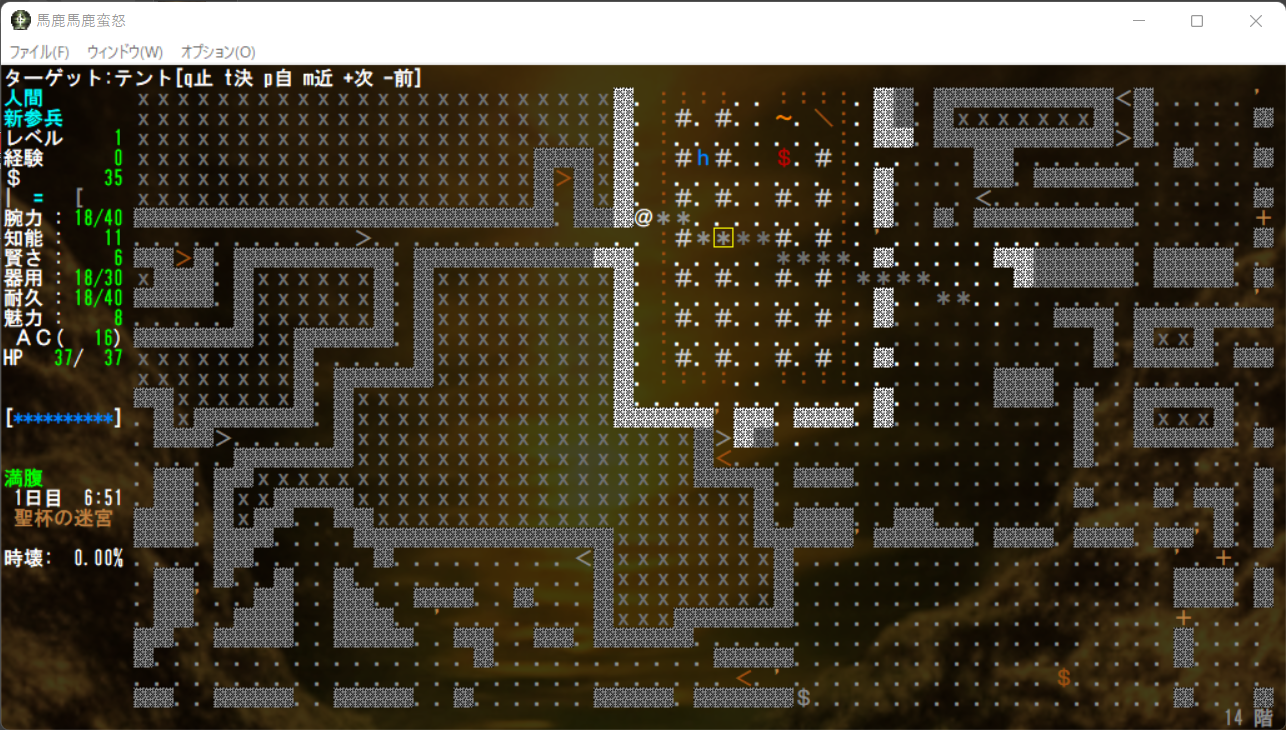 馬鹿馬鹿蛮怒
ファイル(F) ウィンドウ(W) オプション(O)
ターゲット:テント[q止 t決 p自 m近 +次 -前]
人間
新参兵
レベル 1
経験 0
$ 35
| = [
腕力 : 18/40
知能 : 11
賢さ : 6
器用 : 18/30
耐久 : 18/40
魅力 : 8
AC( 16)
HP 37/ 37
[**********]
満腹
1日目 6:51
聖杯の迷宮
時壊: 0.00%
14 階